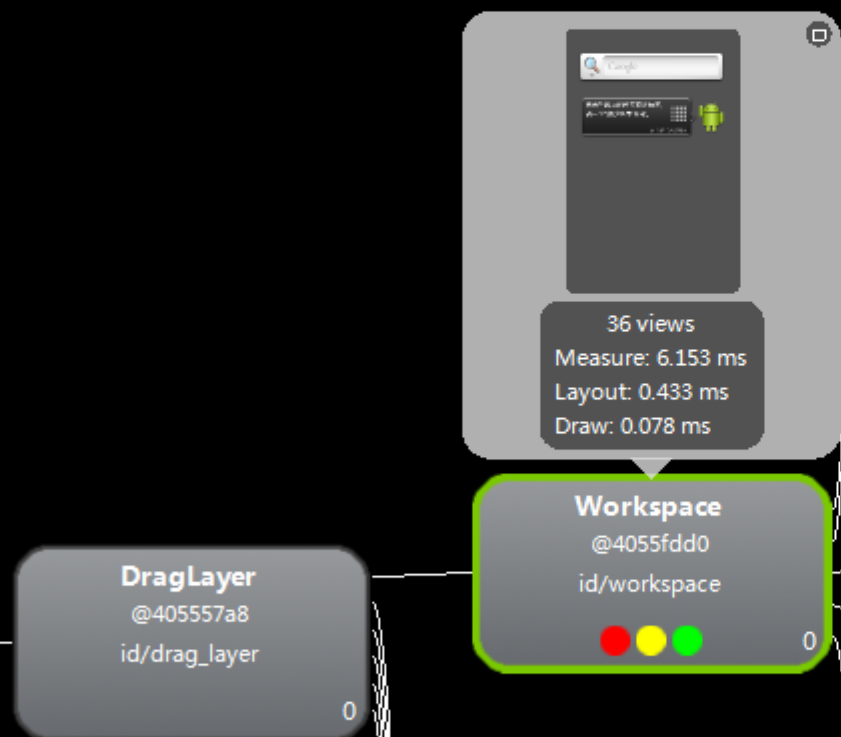 Google
36 views
Measure: 6.153 ms
Layout: 0.433 ms
Draw: 0.078 ms
Workspace
@4055fdd0
id/workspace
0
DragLayer
@405557a8
id/drag_layer
0